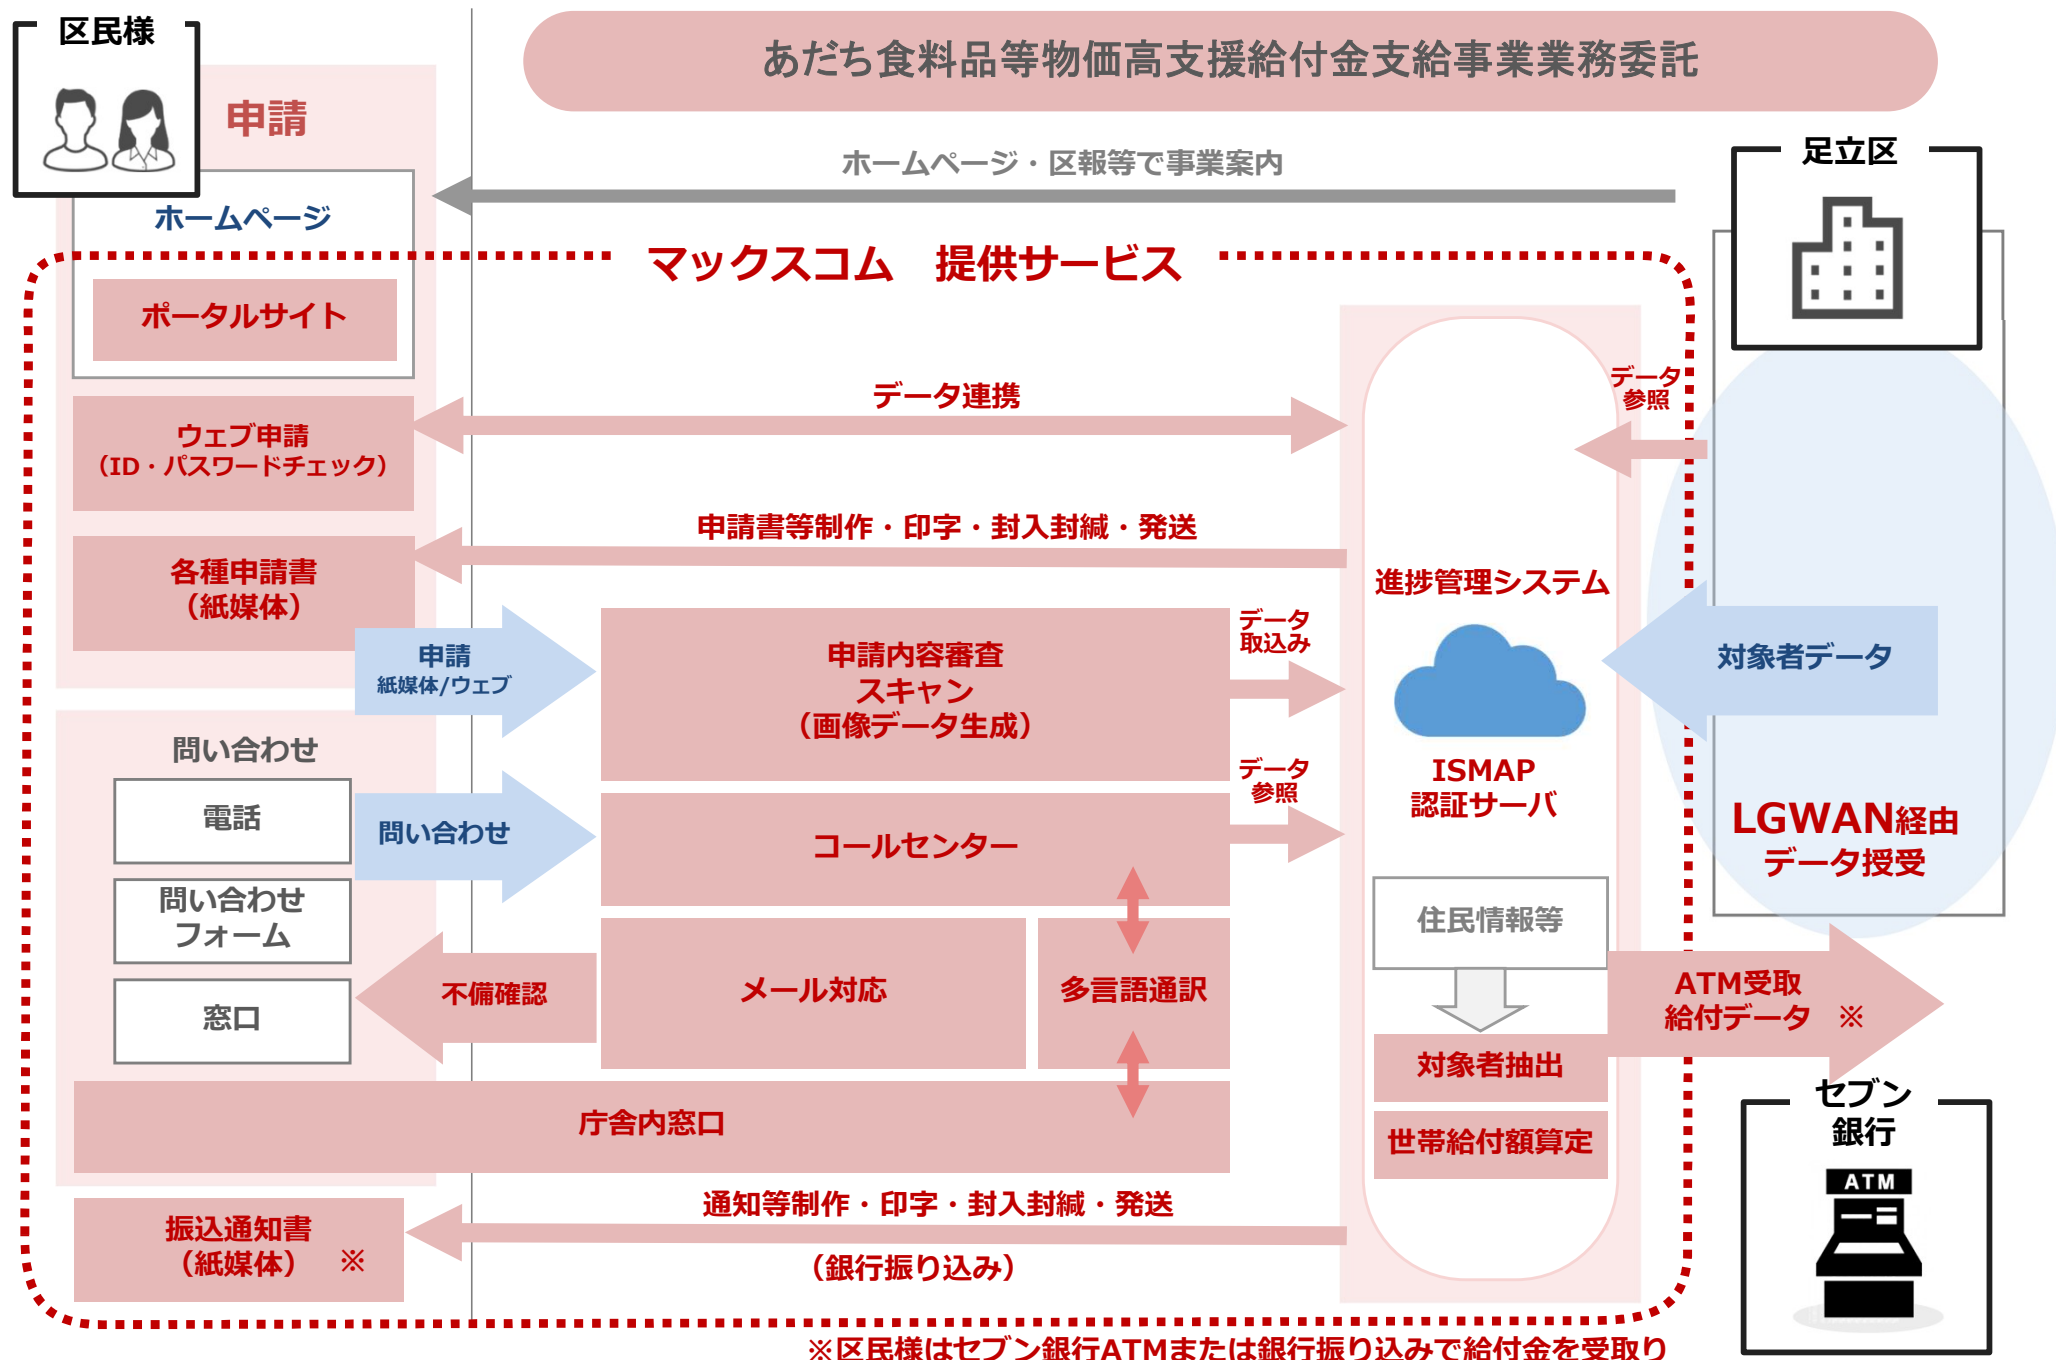 区民様
あだち食料品等物価高支援給付金支給事業業務委託
申請
ホームページ・区報等で事業案内
足立区
ホームページ
マックスコム　提供サービス
ポータルサイト
データ連携
データ
参照
ウェブ申請
（ID・パスワードチェック）
申請書等制作・印字・封入封緘・発送
各種申請書
（紙媒体）
進捗管理システム
申請
紙媒体/ウェブ
申請内容審査
スキャン
（画像データ生成）
データ
取込み
対象者データ
問い合わせ
電話
問い合わせ
フォーム
窓口
問い合わせ
コールセンター
データ
参照
ISMAP
認証サーバ
LGWAN経由
データ授受
住民情報等
不備確認
メール対応
多言語通訳
ATM受取
給付データ　※
対象者抽出
庁舎内窓口
世帯給付額算定
セブン
銀行
ATM
振込通知書
（紙媒体）　※
通知等制作・印字・封入封緘・発送
（銀行振り込み）
※区民様はセブン銀行ATMまたは銀行振り込みで給付金を受取り